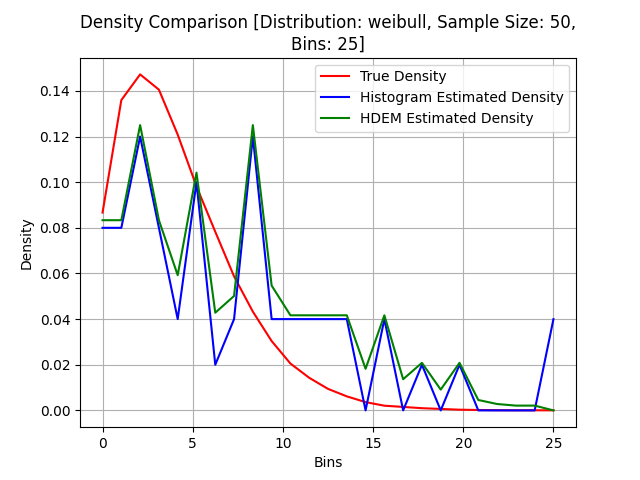 Density Comparison [Distribution: weibull, Sample Size: 50,
Bins: 25]
True Density
Histogram Estimated Density
HDEM Estimated Density
Density
0.14
0.12
0.10
0.08
0.06
0.04
0.02
0.00
0 5 10 15 20 25
Bins